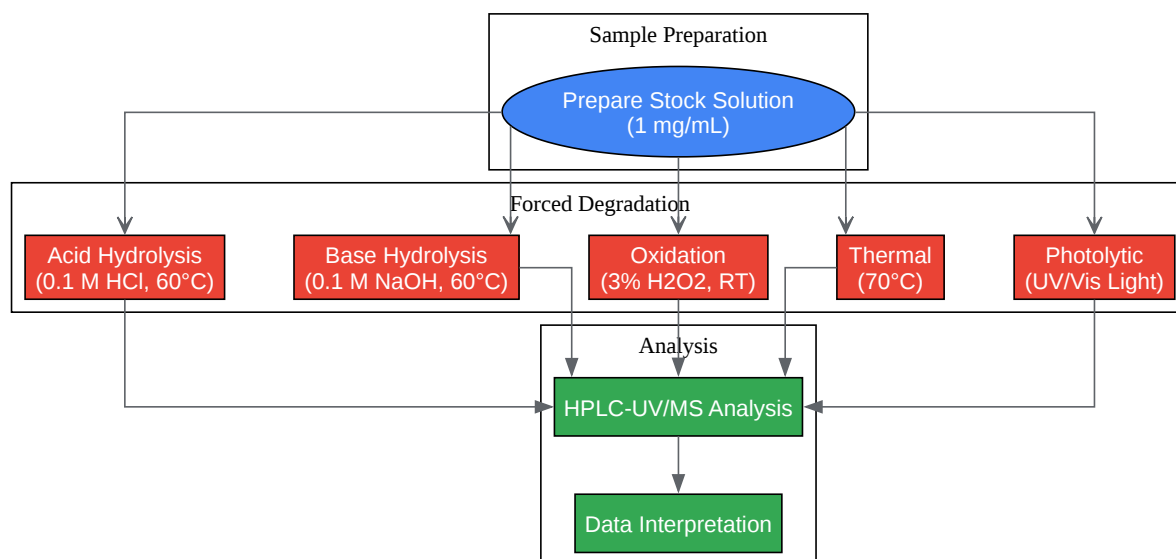 Sample Preparation
Prepare Stock Solution
(1 mg/mL)
Forced Degradation
Acid Hydrolysis
(0.1 M HCl, 60°C)
Base Hydrolysis
(0.1 M NaOH, 60°C)
Oxidation
(3% H2O2, RT)
Thermal
(70°C)
Photolytic
(UV/Vis Light)
Analysis
HPLC-UV/MS Analysis
Data Interpretation